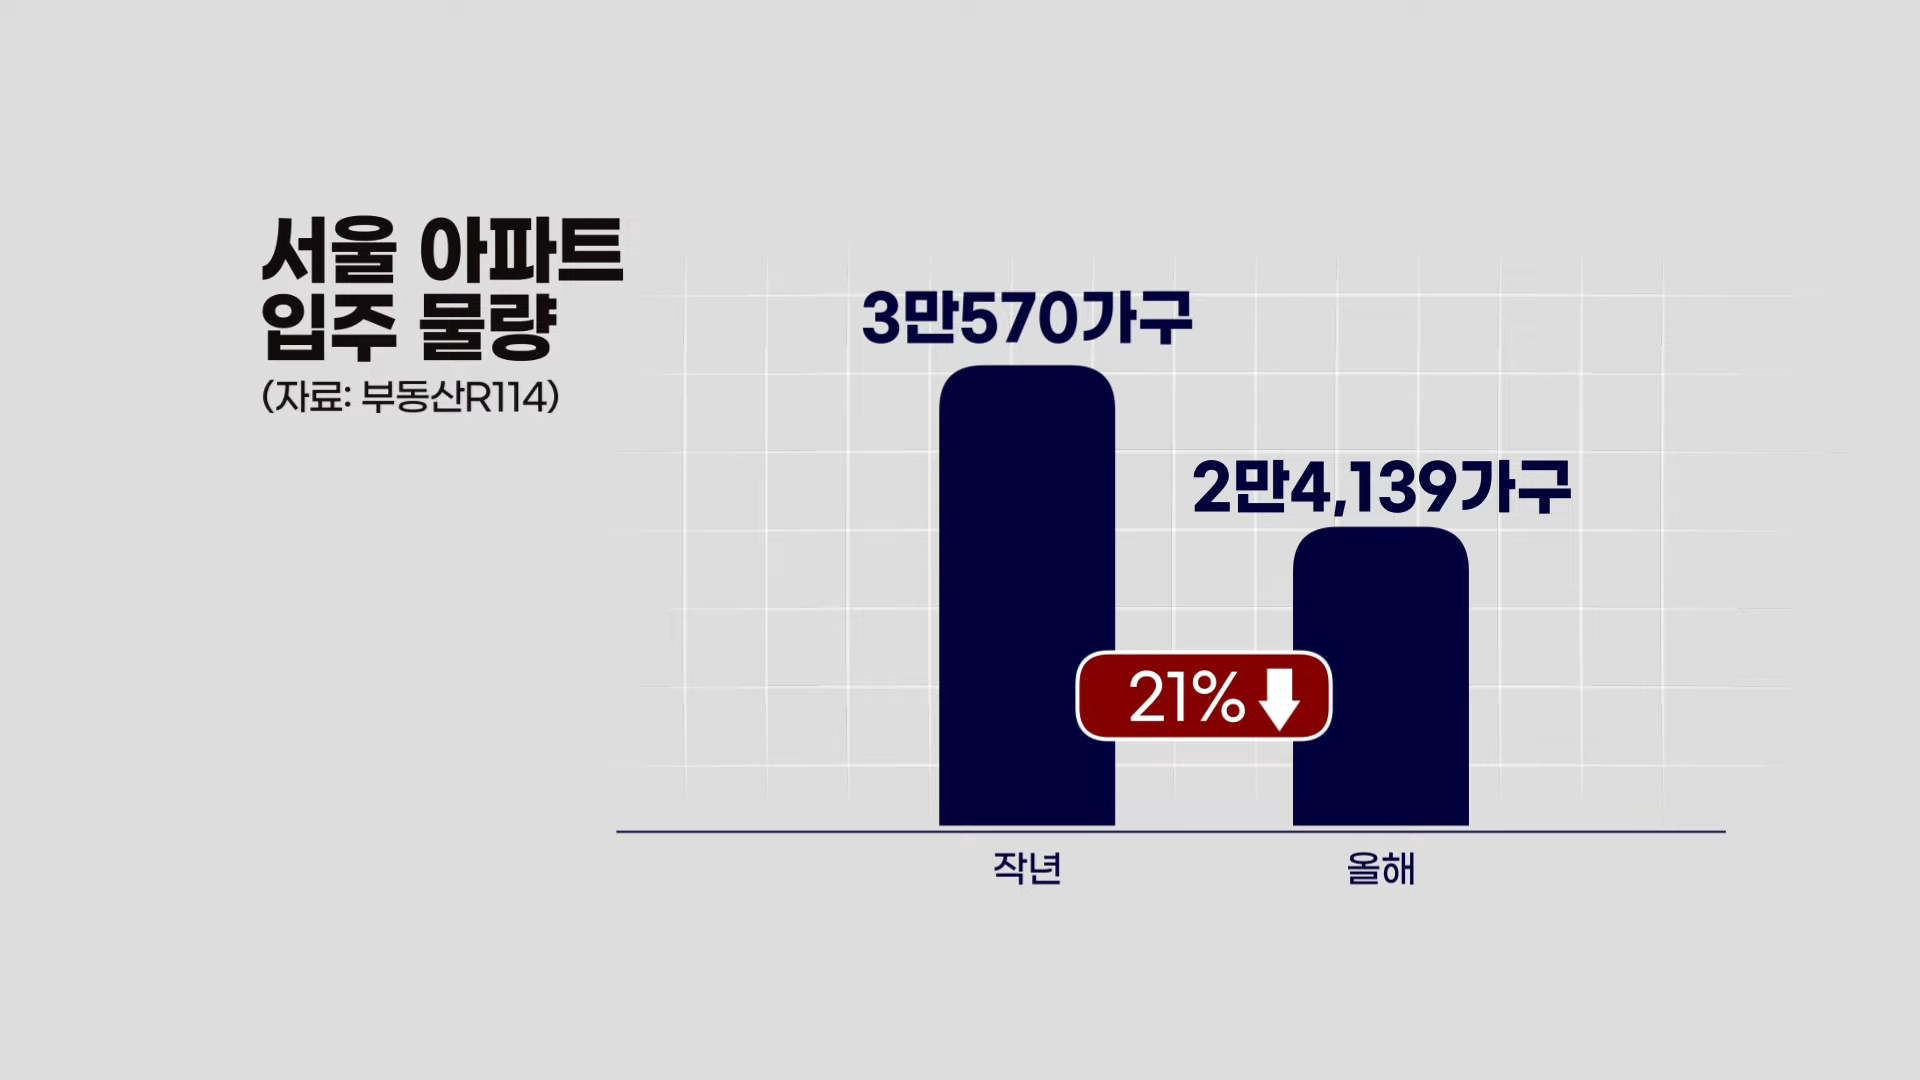 서울 아파트
입주 물량
(자료: 부동산R114)
3만570가구
2만4,139가구
21%
작년
올해